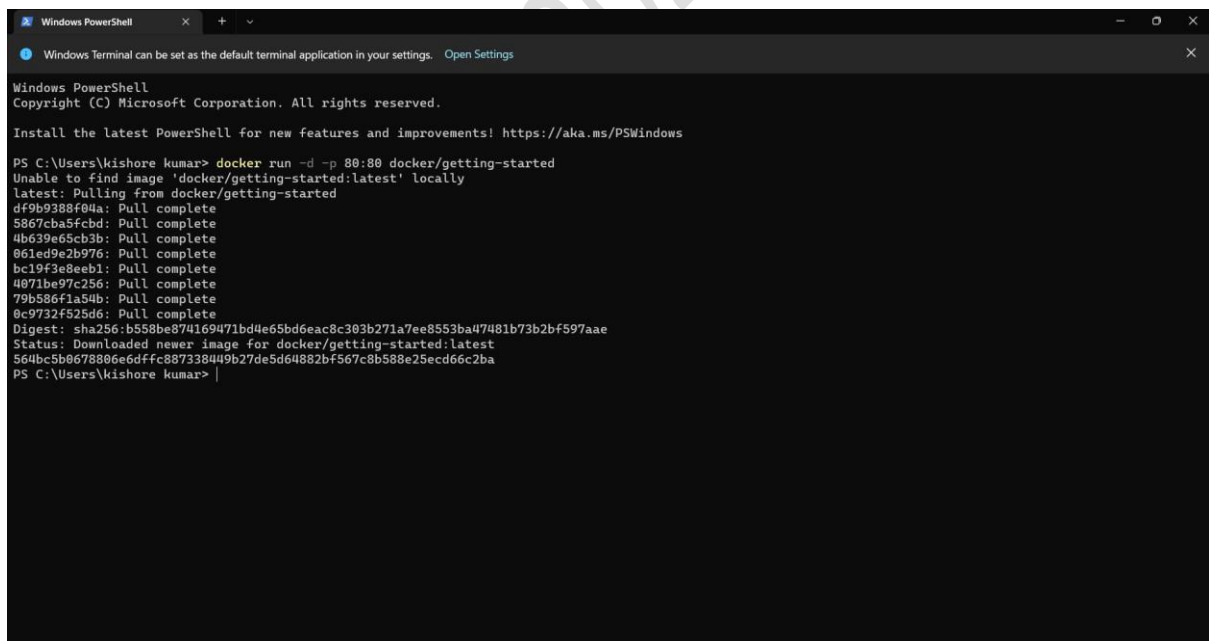 Windows PowerShell
Windows Terminal can be set as the default terminal application in your settings. Open Settings
Windows PowerShell
Copyright (C) Microsoft Corporation. All rights reserved.
Install the latest PowerShell for new features and improvements! https://aka.ms/PSWindows
PS C:\Users\kishore kumar> docker run -d -p 80:80 docker/getting-started
Unable to find image 'docker/getting-started:latest' locally
latest: Pulling from docker/getting-started
df9b9388f04a: Pull complete
5867cba5fcbd: Pull complete
4b639e65cb3b: Pull complete
061ed9e2b976: Pull complete
bc19f3e8eeb1: Pull complete
4071be97c256: Pull complete
79b586f1a54b: Pull complete
0c9732f525d6: Pull complete
Digest: sha256:b558be874169471bd4e65bd6eac8c303b271a7ee8553ba47481b73b2bf597aae
Status: Downloaded newer image for docker/getting-started:latest
564bc5b0678806e6dffc887338449b27de5d64882bf567c8b588e25ecd66c2ba
PS C:\Users\kishore kumar>